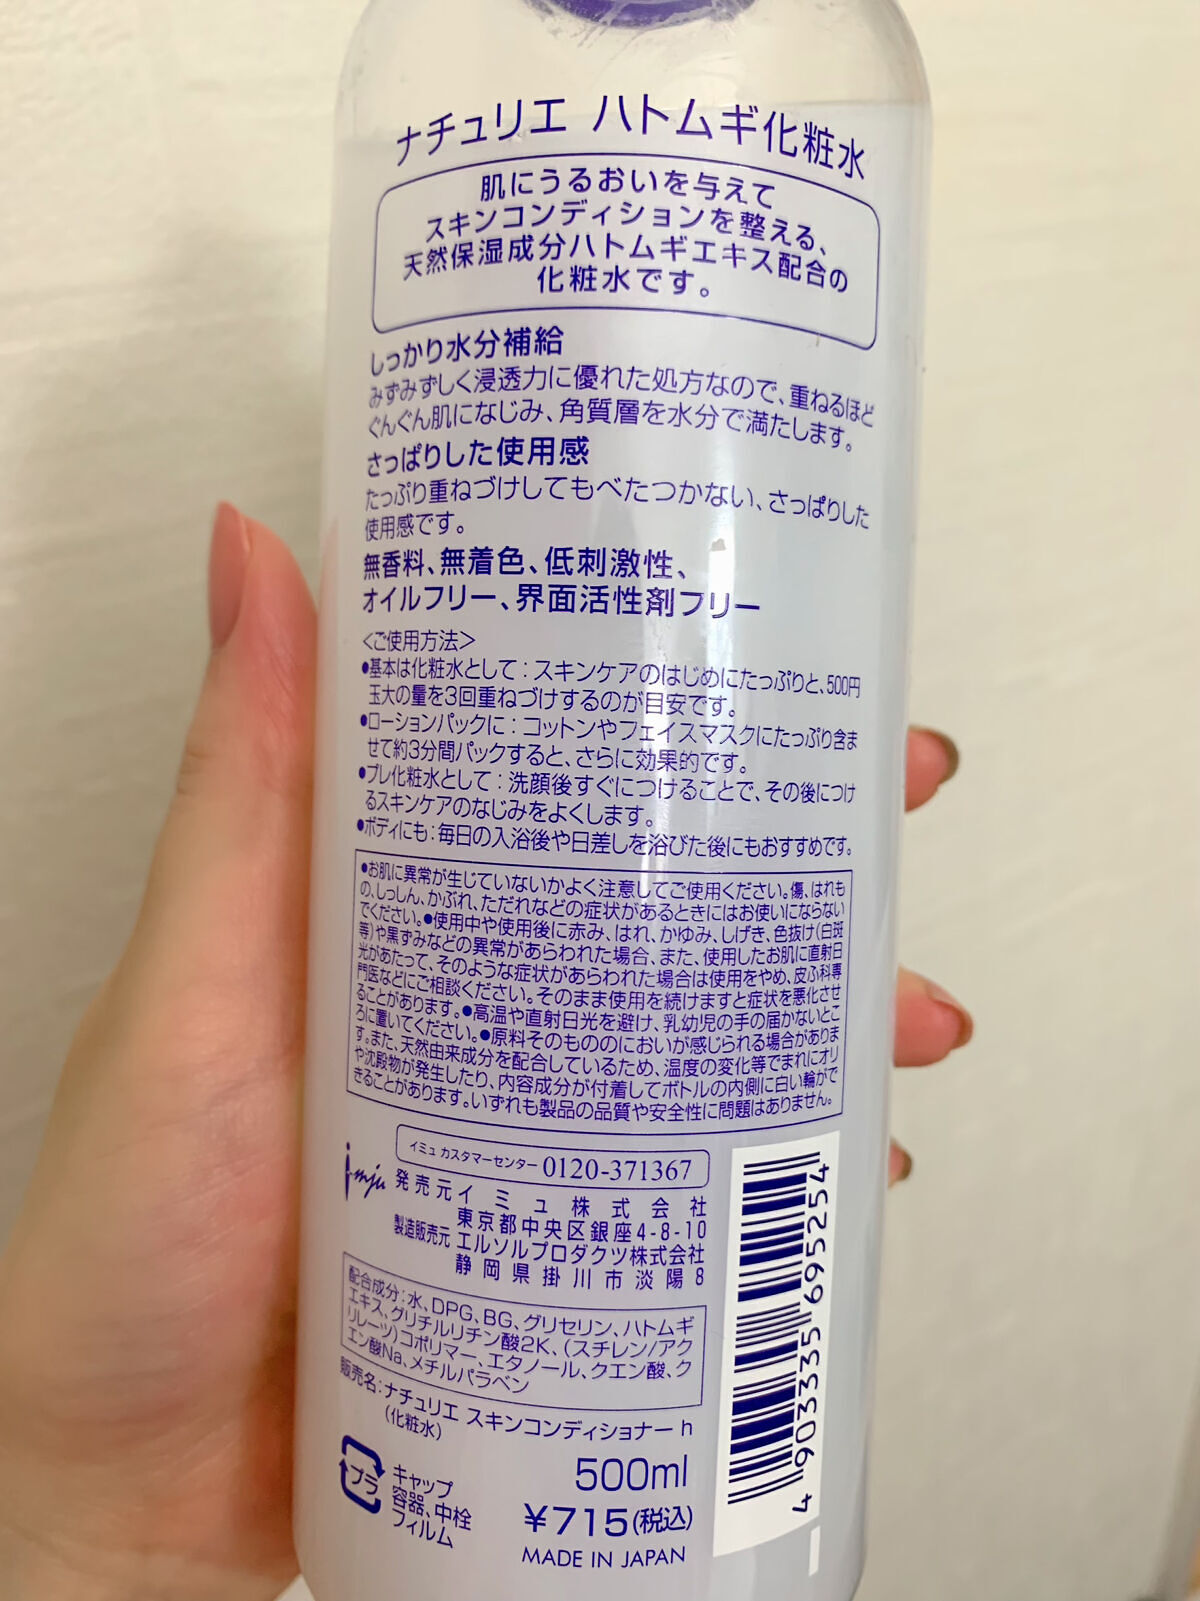 ナチュリエ ハトムギ化粧水
肌にうるおいを与えて
スキンコンディションを整える、
天然保湿成分ハトムギエキス配合の
化粧水です。
しっかり水分補給
みずみずしく浸透力に優れた処方なので、重ねるほど
ぐんぐん肌になじみ、角質層を水分で満たします。
さっぱりした使用感
たっぷり重ねづけしてもべたつかない、さっぱりした
使用感です。
無香料、無着色、低刺激性、
オイルフリー、界面活性剤フリー
<ご使用方法>
●基本は化粧水として:スキンケアのはじめにたっぷりと、500円
玉大の量を3回重ねづけするのが目安です。
●ローションパックに:コットンやフェイスマスクにたっぷり含ま
せて約3分間パックすると、さらに効果的です。
●プレ化粧水として:洗顔後すぐにつけることで、その後につけ
るスキンケアのなじみをよくします。
●ボディにも:毎日の入浴後や日差しを浴びた後にもおすすめです。
●お肌に異常が生じていないかよく注意してご使用ください。傷、はれも
の、しっしん、かぶれ、ただれなどの症状があるときにはお使いにならない
でください。●使用中や使用後に赤み、はれ、かゆみ、しげき、色抜け(白斑
等)や黒ずみなどの異常があらわれた場合、また、使用したお肌に直射日
光があたって、そのような症状があらわれた場合は使用をやめ、皮ふ科専
門医などにご相談ください。そのまま使用を続けますと症状を悪化させ
ることがあります。●高温や直射日光を避け、乳幼児の手の届かないとこ
ろに置いてください。●原料そのもののにおいが感じられる場合がありま
す。また、天然由来成分を配合しているため、温度の変化等でまれにオリ
や沈殿物が発生したり、内容成分が付着してボトルの内側に白い輪がで
きることがあります。いずれも製品の品質や安全性に問題はありません。
イミュ カスタマーセンター 0120-371367
imju 発売元 イミュ株式会社
東京都中央区銀座4-8-10
製造販売元 エルソルプロダクツ株式会社
静岡県掛川市淡陽8
配合成分:水、DPG、BG、グリセリン、ハトムギ
エキス、グリチルリチン酸2K、(スチレン/アク
リレーツ)コポリマー、エタノール、クエン酸、ク
エン酸Na、メチルパラベン
販売名:ナチュリエ スキンコンディショナー h
(化粧水)
プラ
キャップ
容器、中栓
フィルム
500ml
¥715(税込)
MADE IN JAPAN
4 903335 695254